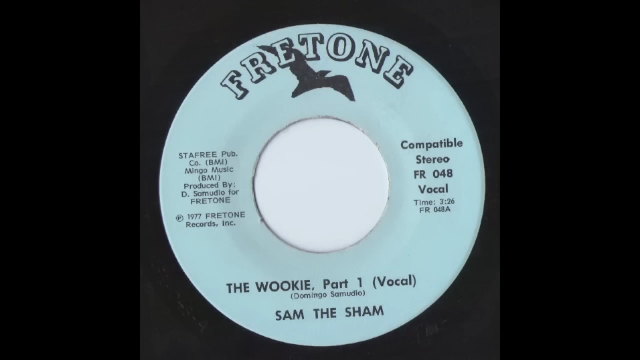 FRETONE
STAFREE Pub.
Co. (BMI)
Mingo Music
(BMI)
Produced By:
D. Samudio for
FRETONE
℗ 1977 FRETONE
Records, Inc.
Compatible
Stereo
FR 048
Vocal
Time: 3:26
FR 048A
THE WOOKIE, Part 1 (Vocal)
(Domingo Samudio)
SAM THE SHAM